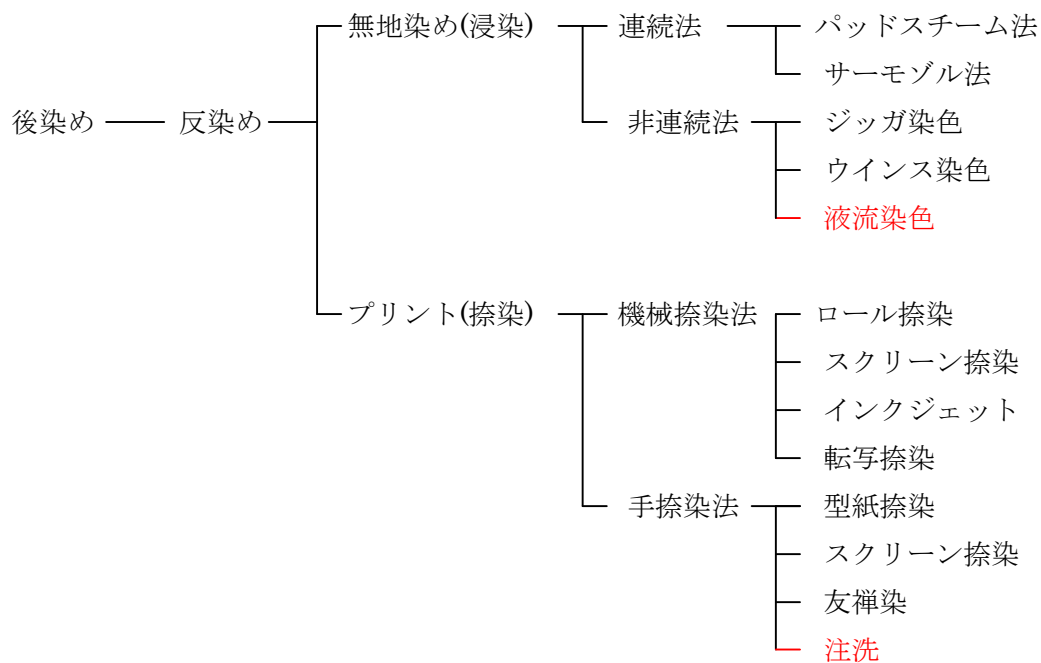 無地染め(浸染) 連続法 パッドスチーム法
サーモゾル法
後染め 反染め 非連続法 ジッガ染色
ウインス染色
液流染色
プリント(捺染) 機械捺染法 ロール捺染
スクリーン捺染
インクジェット
転写捺染
手捺染法 型紙捺染
スクリーン捺染
友禅染
注洗